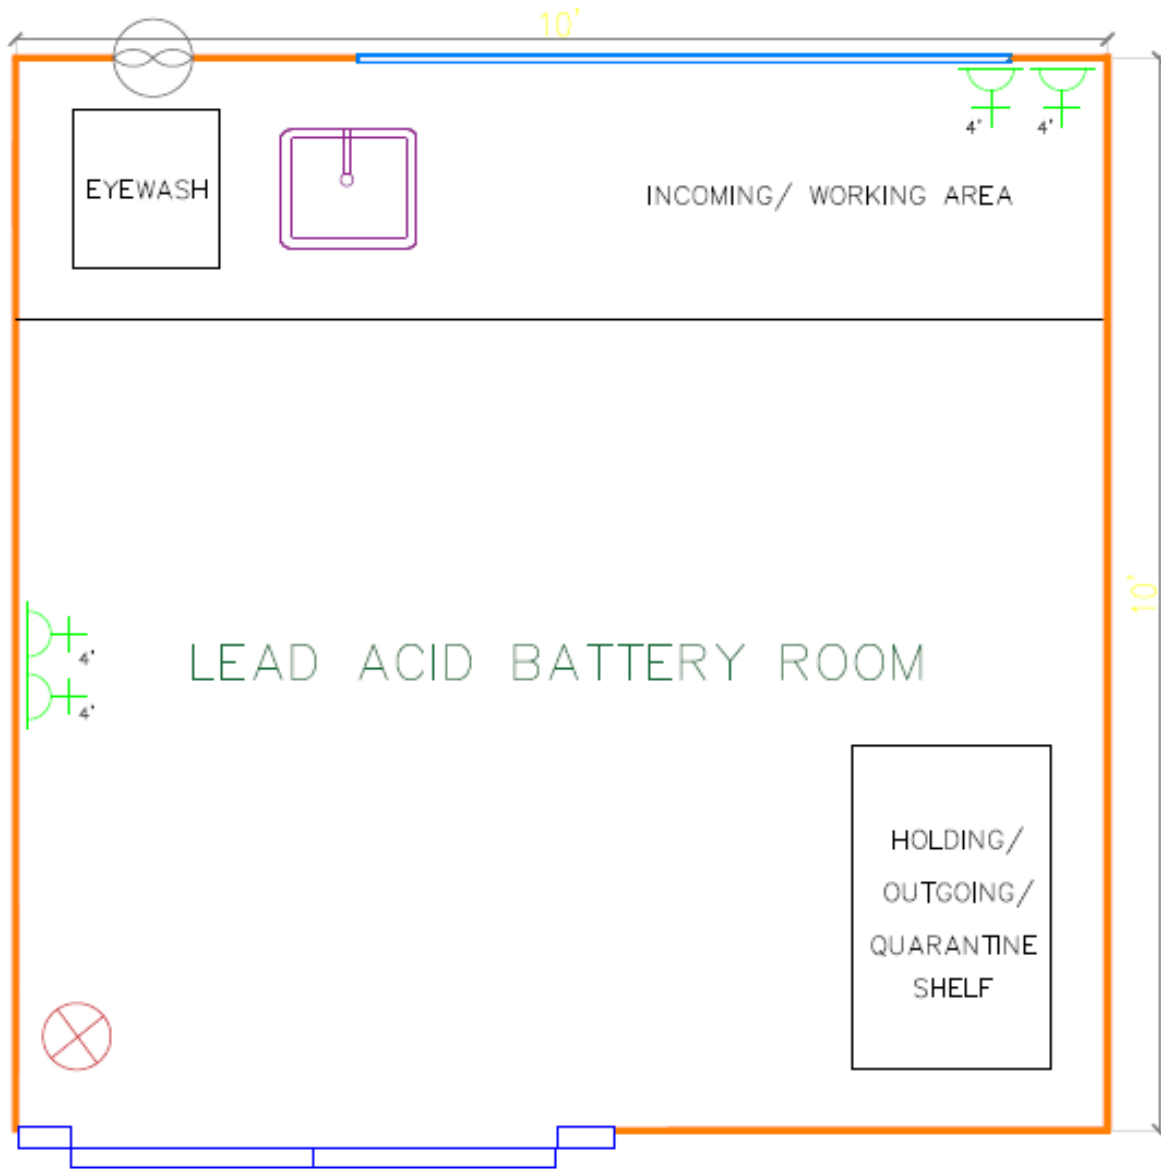 10'
EYEWASH
INCOMING/ WORKING AREA
4' 4'
10'
4'
LEAD ACID BATTERY ROOM
4'
HOLDING/
OUTGOING/
QUARANTINE
SHELF